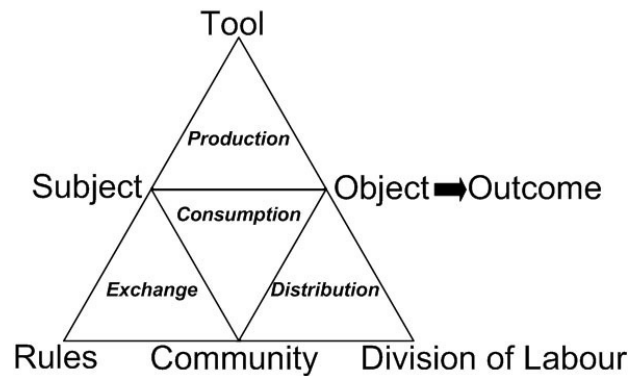 Tool
Production
Subject
Object
Outcome
Consumption
Exchange
Distribution
Rules
Community
Division of Labour